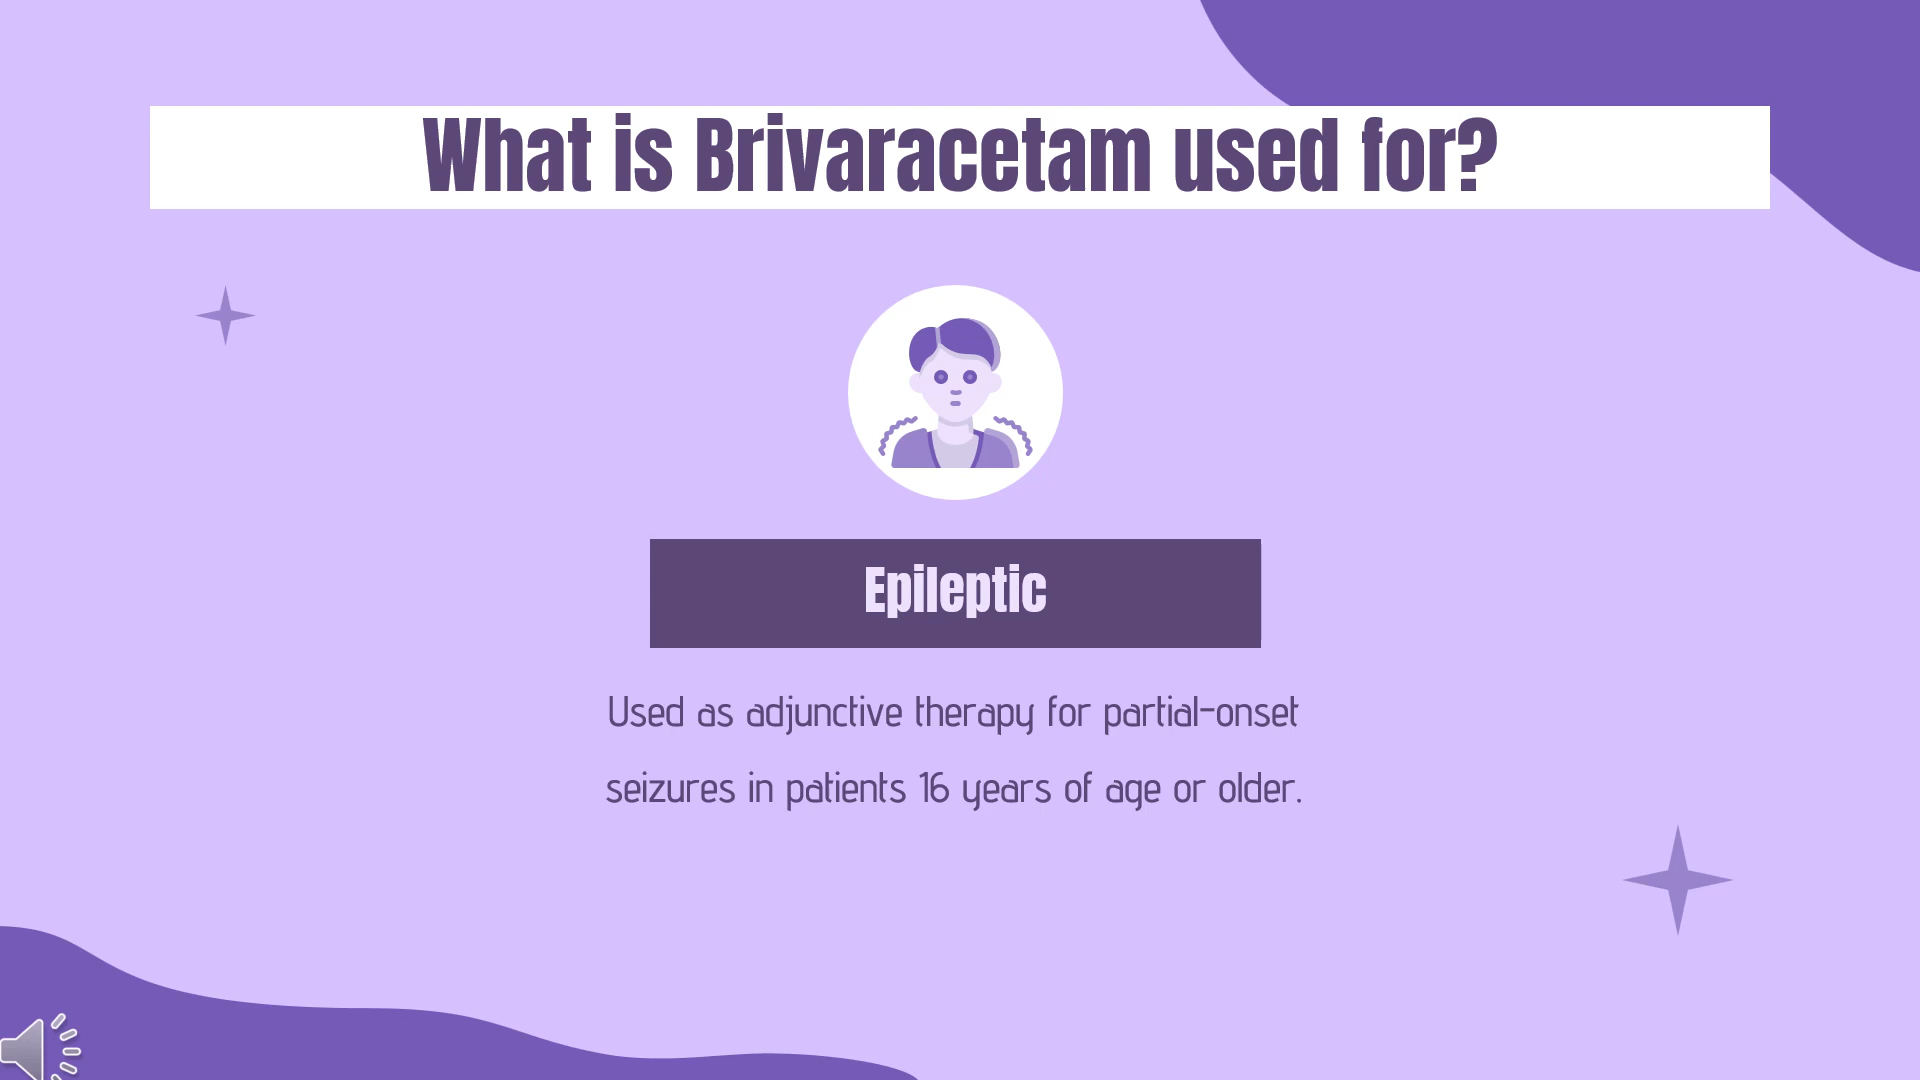 What is Brivaracetam used for?
Epileptic
Used as adjunctive therapy for partial-onset
seizures in patients 16 years of age or older.